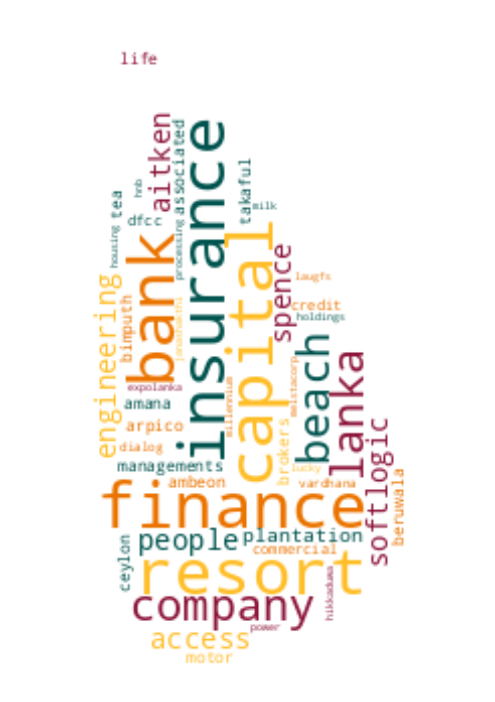 life
aitken
associated
insurance
hnb
tea
dfcc
takaful
milk
housing
processing
bank
capital
spence
laugfs
engineering
bimputh
janashakthi
credit
holdings
beach
lanka
expolanka
amana
millennium
melstacorp
arpico
brokers
softlogic
dialog
managements
lucky
ambeon
vardhana
beruwala
finance
people
plantation
commercial
ceylon
resort
hikkaduwa
company
power
access
motor